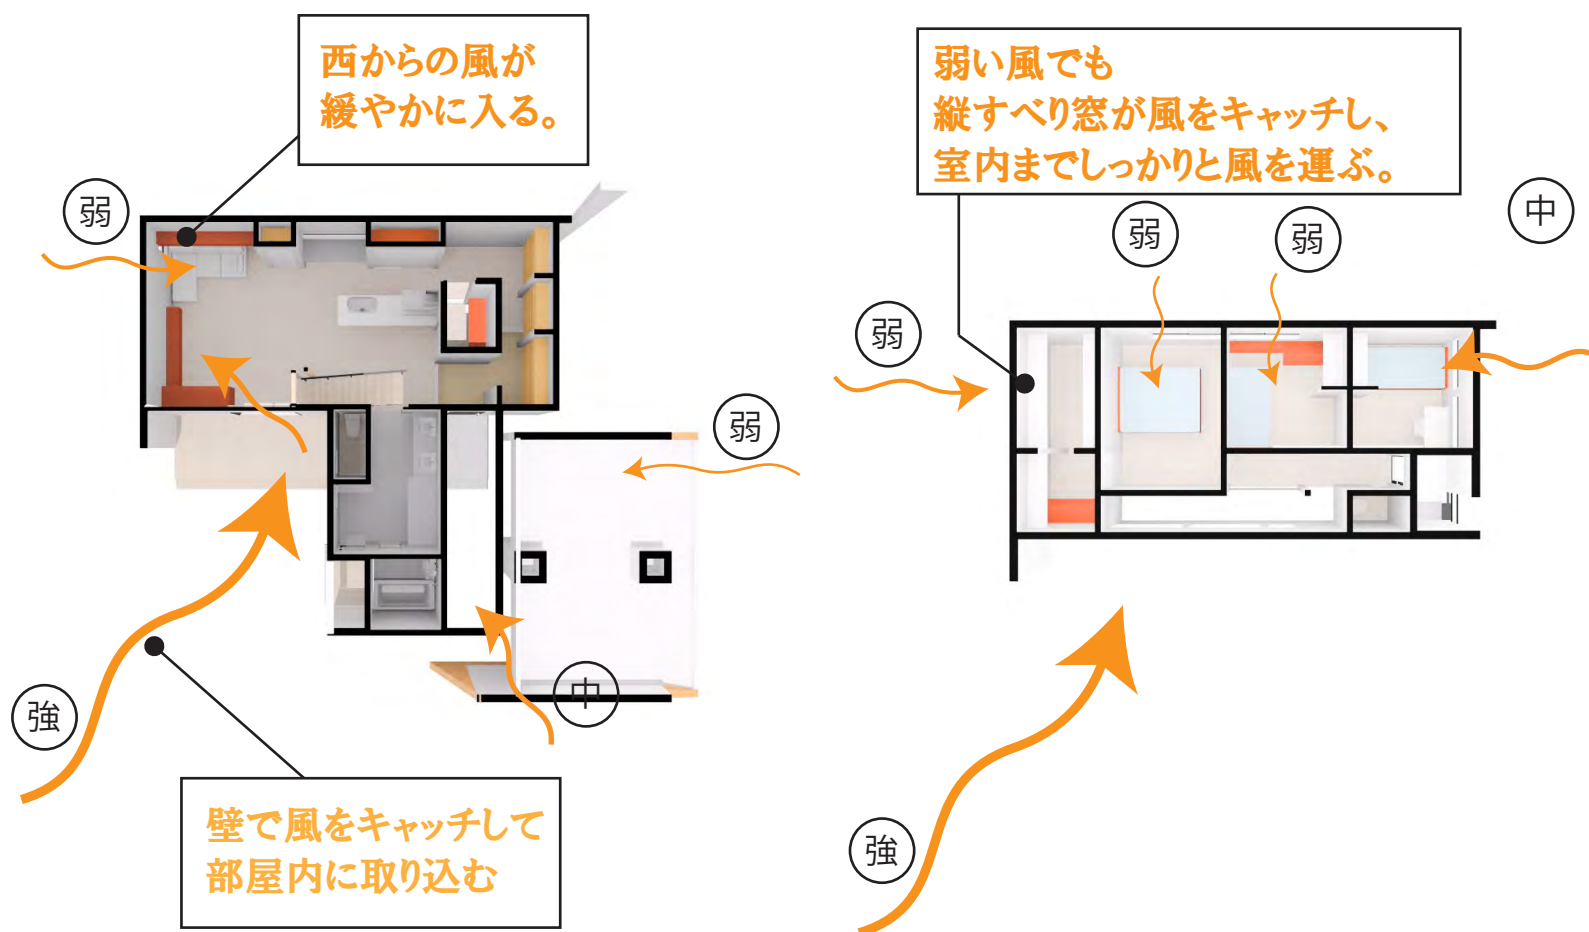 西からの風が
緩やかに入る。
弱
弱
中
強
壁で風をキャッチして
部屋内に取り込む
弱い風でも
縦すべり窓が風をキャッチし、
室内までしっかりと風を運ぶ。
中
弱
弱
弱
強